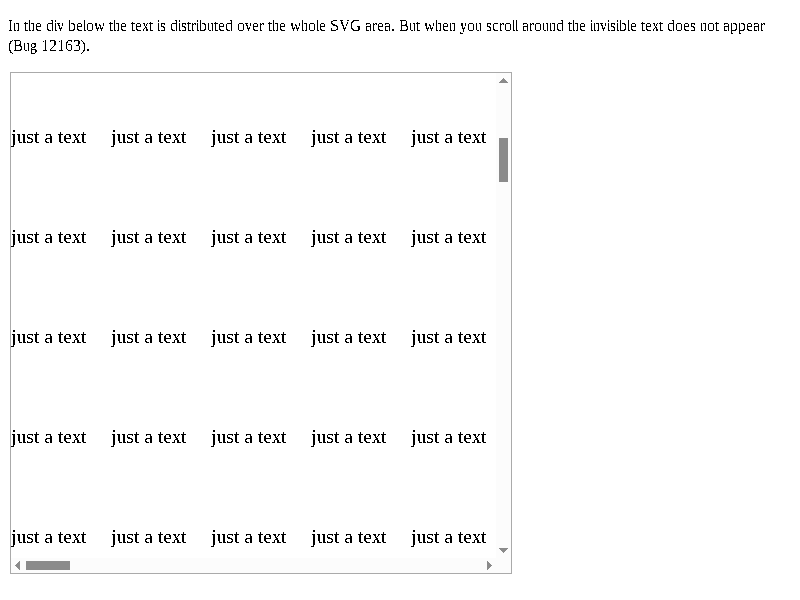 In the div below the text is distributed over the whole SVG area. But when you scroll around the invisible text does not appear
(Bug 12163).
just a text just a text just a text just a text just a text
just a text just a text just a text just a text just a text
just a text just a text just a text just a text just a text
just a text just a text just a text just a text just a text
just a text just a text just a text just a text just a text